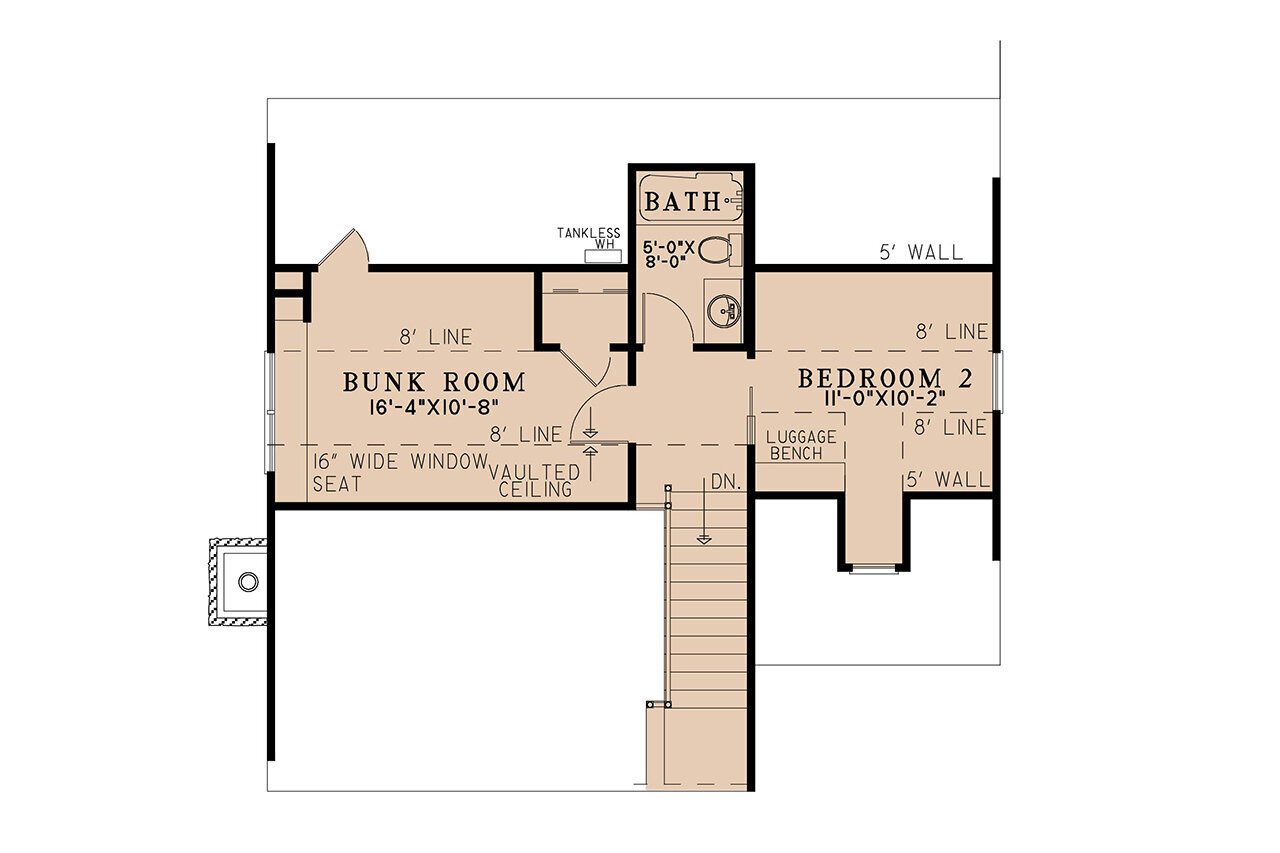 BATH
TANKLESS
WH
5'-0"X
8'-0"
5' WALL
8' LINE
8' LINE
BUNK ROOM
16'-4"X10'-8"
BEDROOM 2
11'-0"X10'-2"
8' LINE
8' LINE
LUGGAGE
BENCH
16" WIDE WINDOW
SEAT
VAULTED
CEILING
DN.
5' WALL